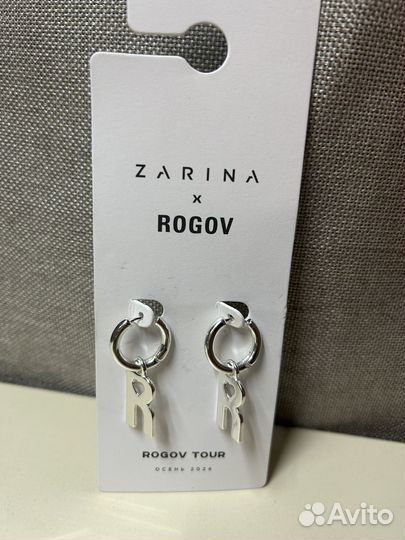 ZARINA
x
ROGOV
R R
ROGOV TOUR
ОСЕНЬ 2024
Avito